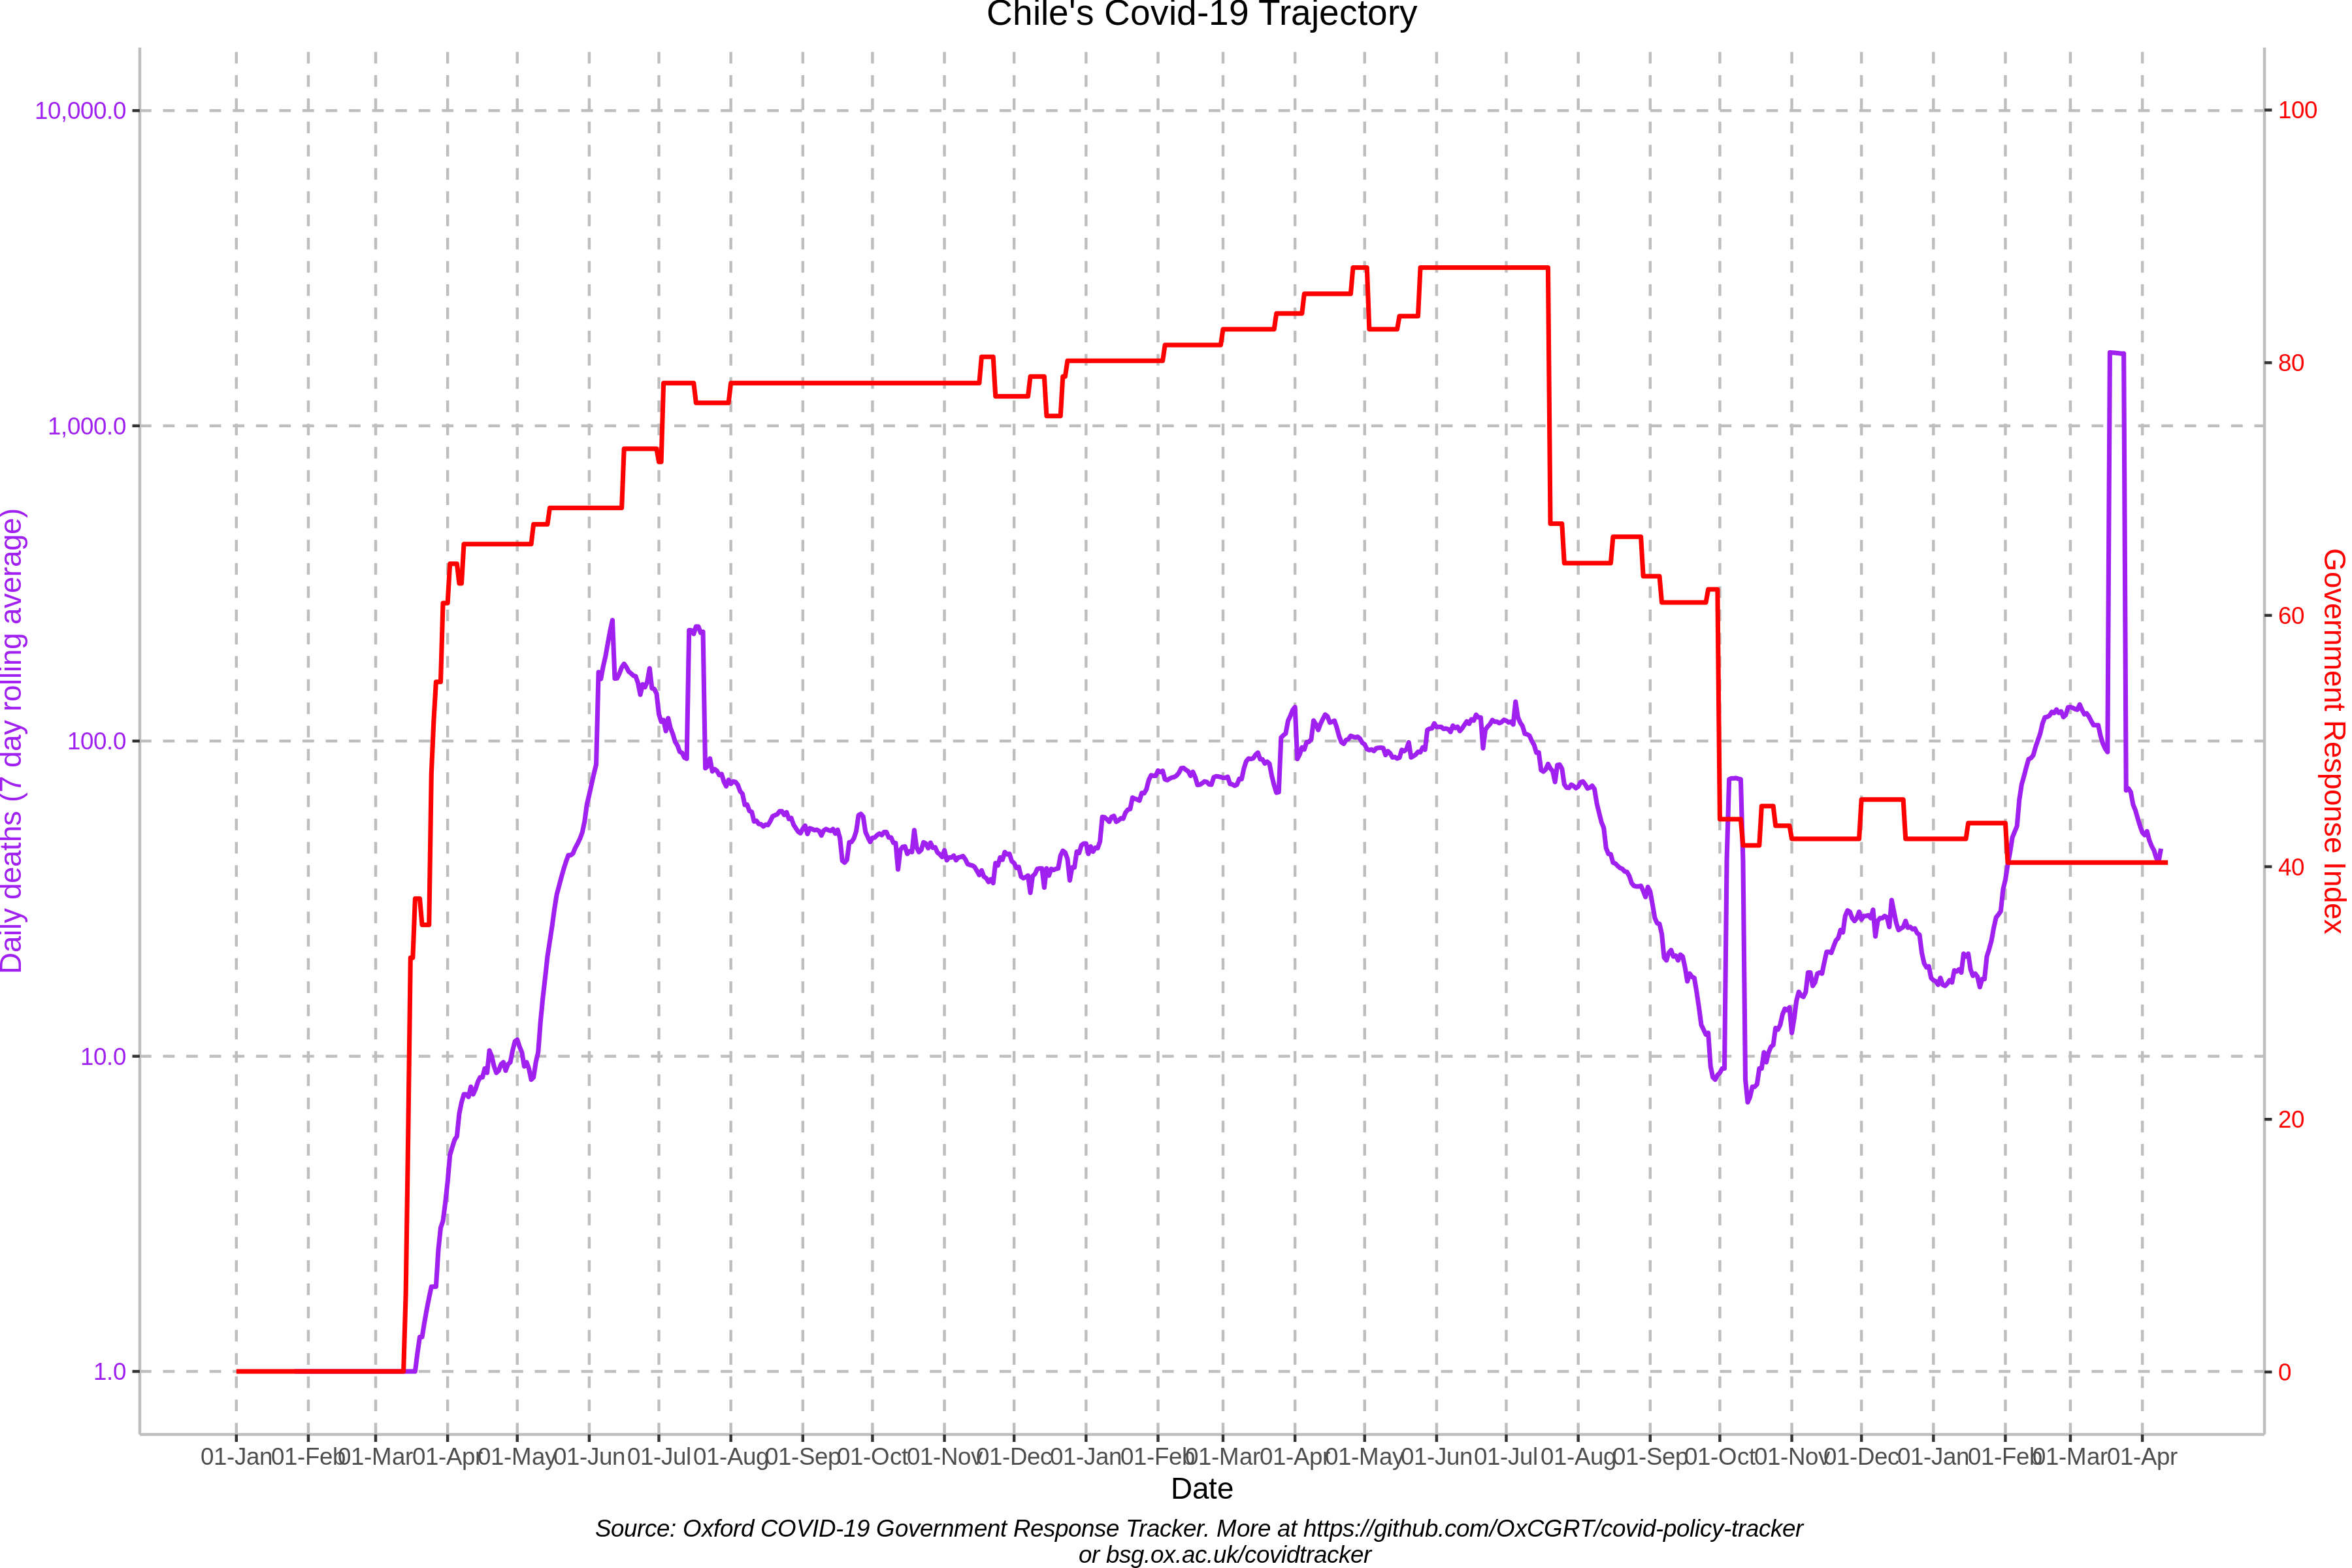 Chile's Covid-19 Trajectory
10,000.0
1,000.0
100.0
10.0
1.0
Daily deaths (7 day rolling average)
100
80
60
40
20
0
Government Response Index
01-Jan 01-Feb 01-Mar 01-Apr 01-May 01-Jun 01-Jul 01-Aug 01-Sep 01-Oct 01-Nov 01-Dec 01-Jan 01-Feb 01-Mar 01-Apr 01-May 01-Jun 01-Jul 01-Aug 01-Sep 01-Oct 01-Nov 01-Dec 01-Jan 01-Feb 01-Mar 01-Apr
Date
Source: Oxford COVID-19 Government Response Tracker. More at https://github.com/OxCGRT/covid-policy-tracker
or bsg.ox.ac.uk/covidtracker